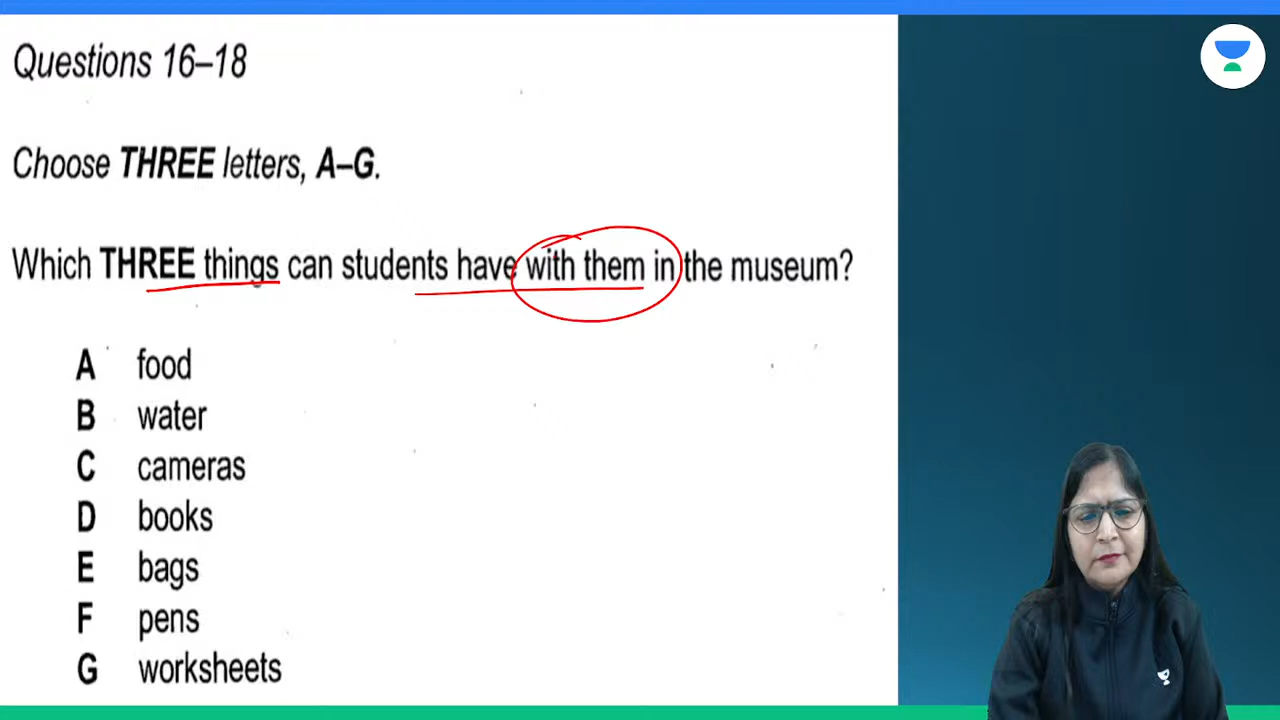 Questions 16–18
Choose THREE letters, A–G.
Which THREE things can students have with them in the museum?
A food
B water
C cameras
D books
E bags
F pens
G worksheets